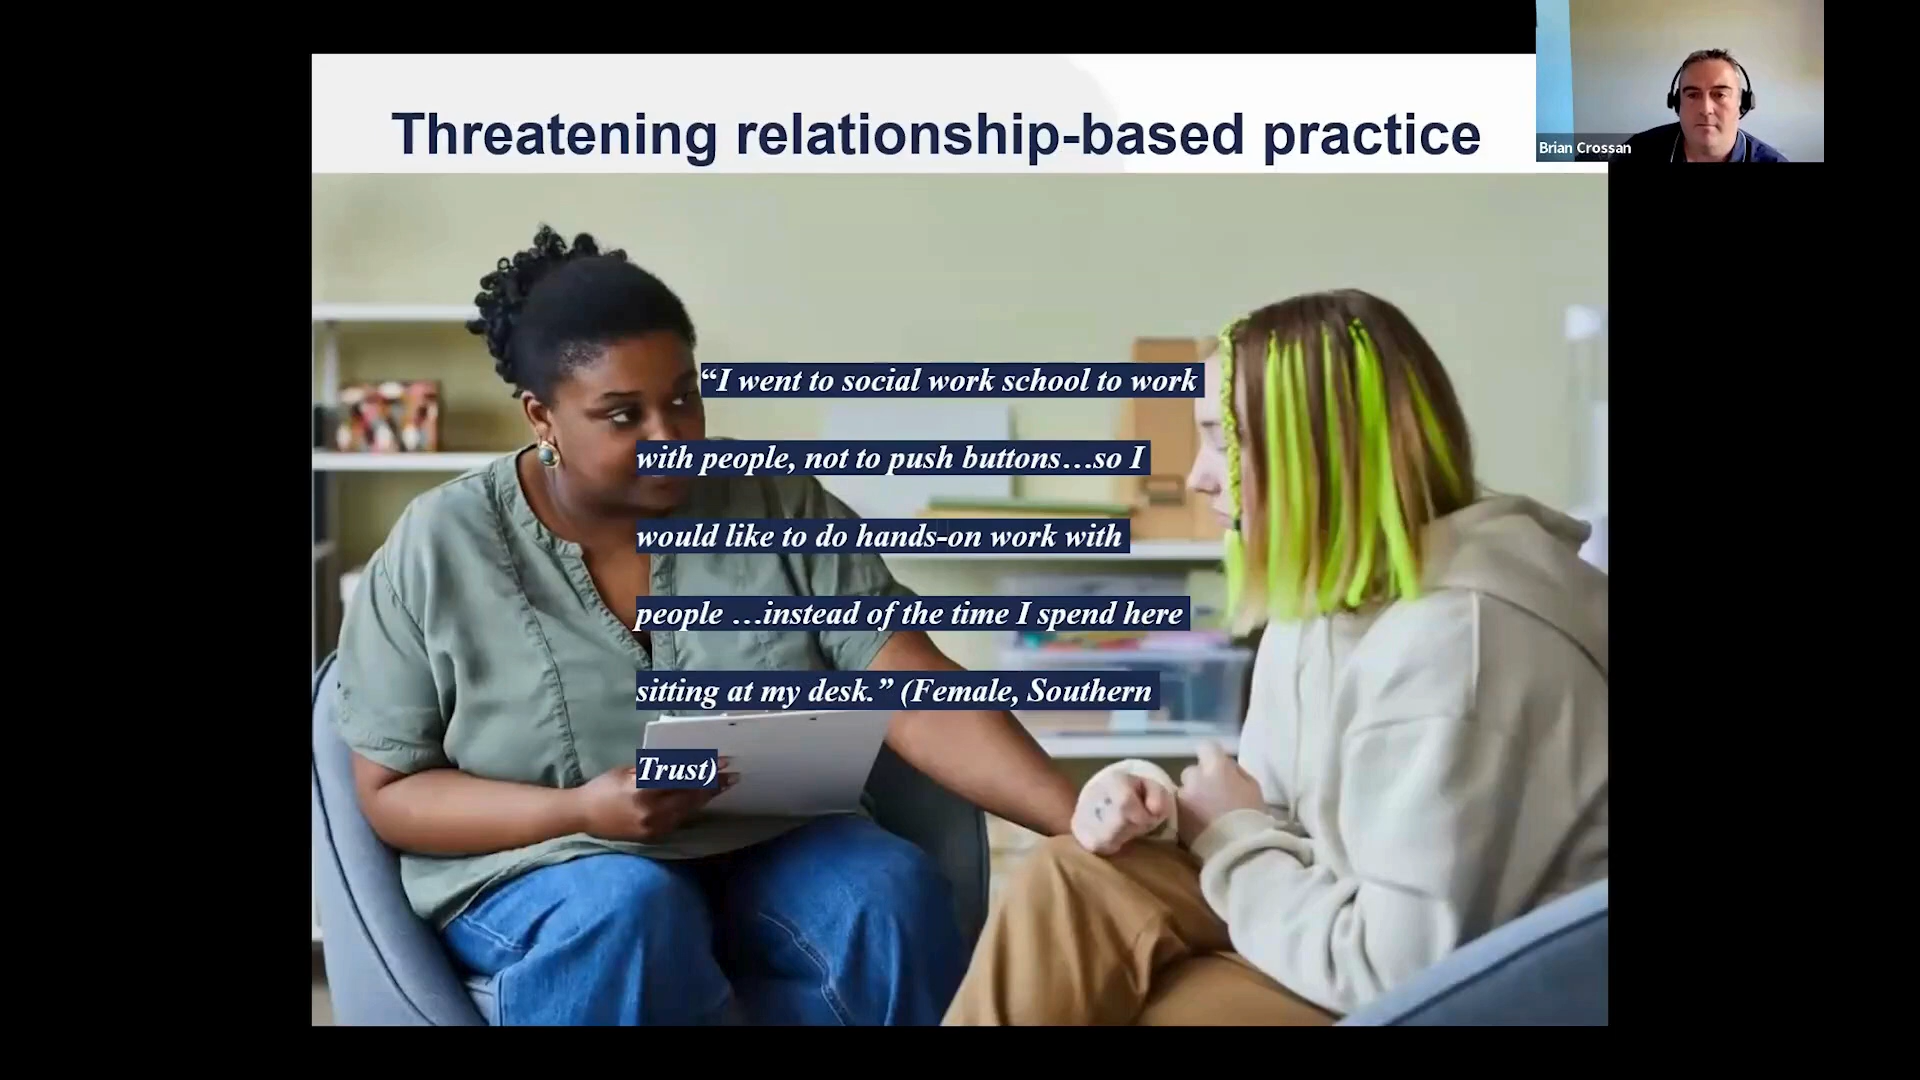 Threatening relationship-based practice
Brian Crossan
“I went to social work school to work
with people, not to push buttons…so I
would like to do hands-on work with
people …instead of the time I spend here
sitting at my desk.” (Female, Southern
Trust)